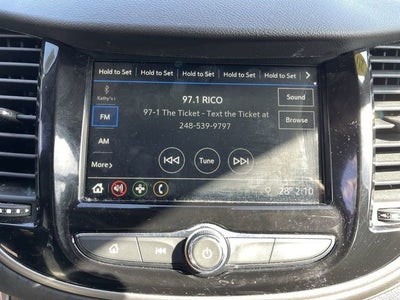 Hold to Set Hold to Set Hold to Set Hold to Set Hold to Set
Kathy's i
97.1 RICO
Sound
FM
97-1 The Ticket - Text the Ticket at
248-539-9797
Browse
AM
More
Tune
28° 2:10